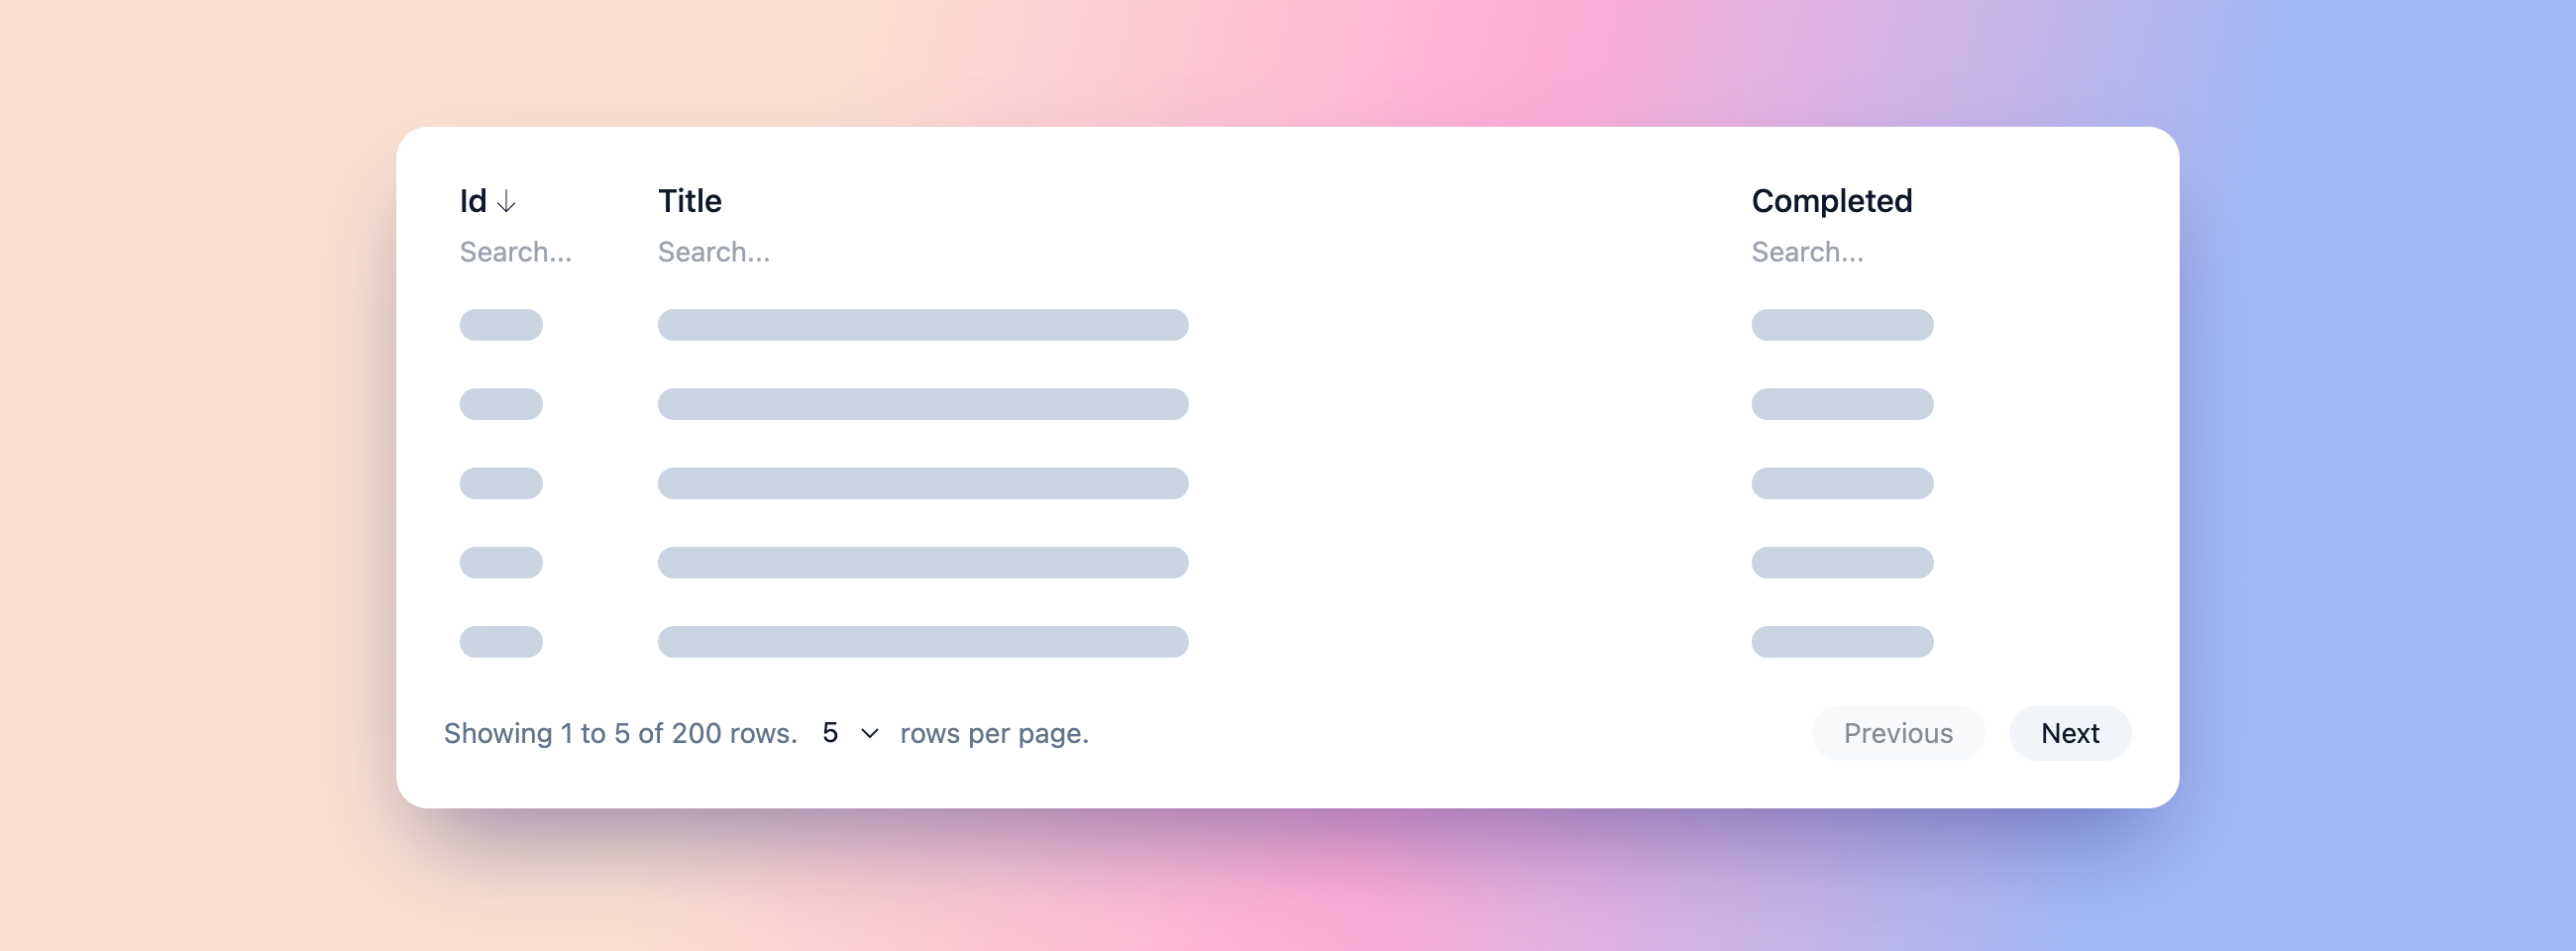 Id Title Completed
Search... Search... Search...
Showing 1 to 5 of 200 rows. 5 rows per page. Previous Next